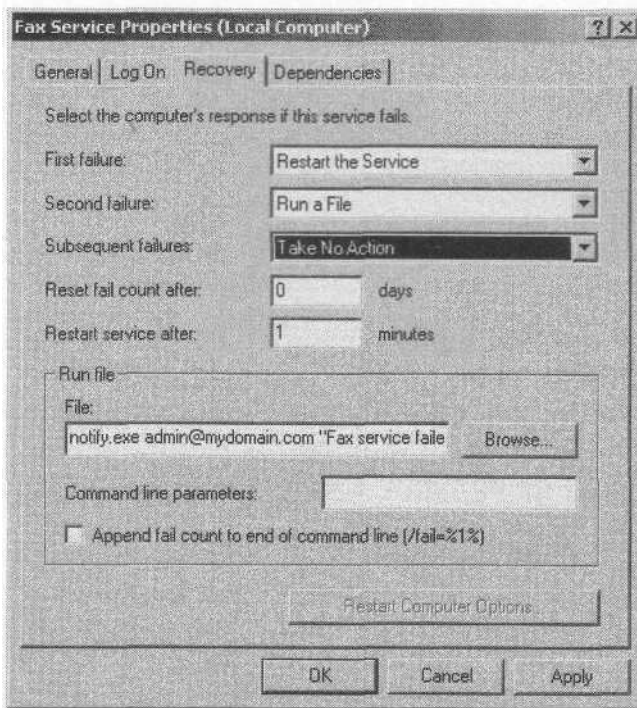 Fax Service Properties (Local Computer)
General Log On Recovery Dependencies
Select the computer's response if this service fails.
First failure: Restart the Service
Second failure: Run a File
Subsequent failures: Take No Action
Reset fail count after: 0 days
Restart service after: 1 minutes
Run file
File:
notify.exe admin@mydomain.com "Fax service faile Browse...
Command line parameters:
Append fail count to end of command line (/fail=%1%)
Restart Computer Options...
OK Cancel Apply